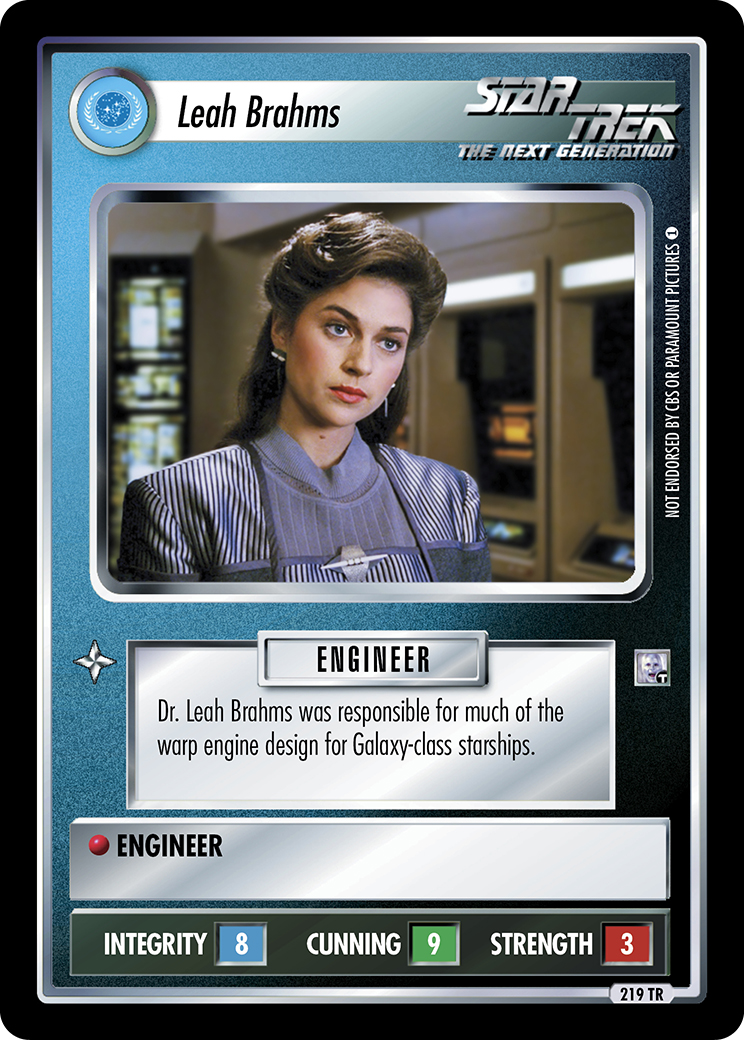 Leah Brahms
STAR TREK
THE NEXT GENERATION
NOT ENDORSED BY CBS OR PARAMOUNT PICTURES 1
ENGINEER
T
Dr. Leah Brahms was responsible for much of the
warp engine design for Galaxy-class starships.
ENGINEER
INTEGRITY 8 CUNNING 9 STRENGTH 3
219 TR